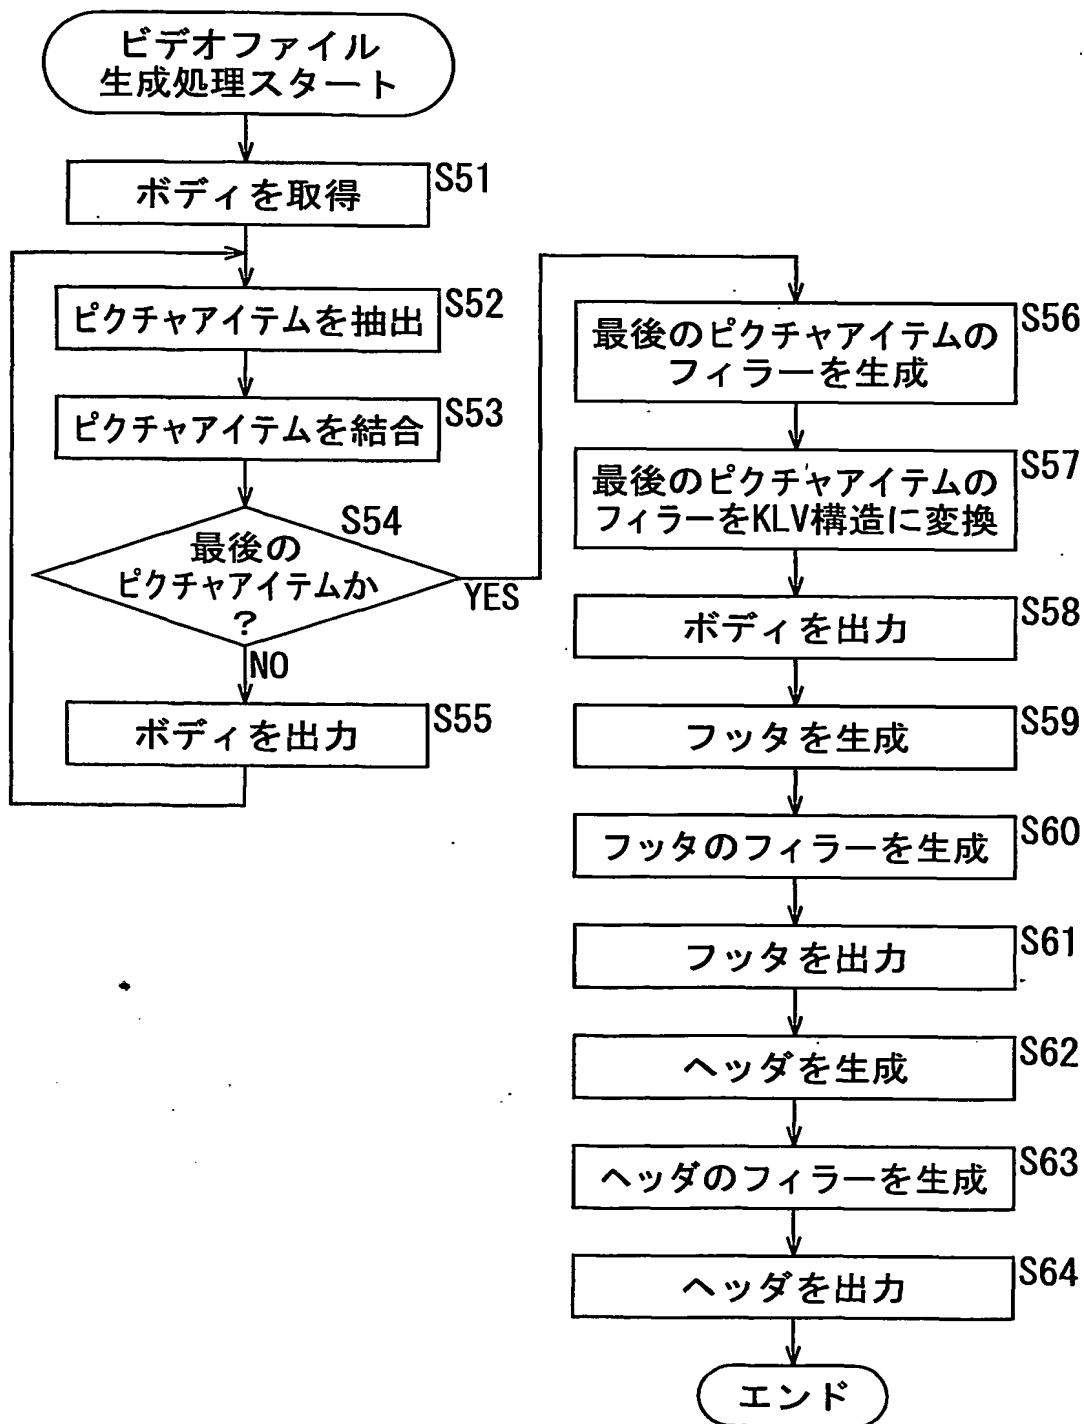 ビデオファイル
生成処理スタート
ボディを取得
S51
ピクチャアイテムを抽出
S52
ピクチャアイテムを結合
S53
S54
最後の
ピクチャアイテムか
?
YES
NO
ボディを出力
S55
最後のピクチャアイテムの
フィラーを生成
S56
最後のピクチャアイテムの
フィラーをKLV構造に変換
S57
ボディを出力
S58
フッタを生成
S59
フッタのフィラーを生成
S60
フッタを出力
S61
ヘッダを生成
S62
ヘッダのフィラーを生成
S63
ヘッダを出力
S64
エンド